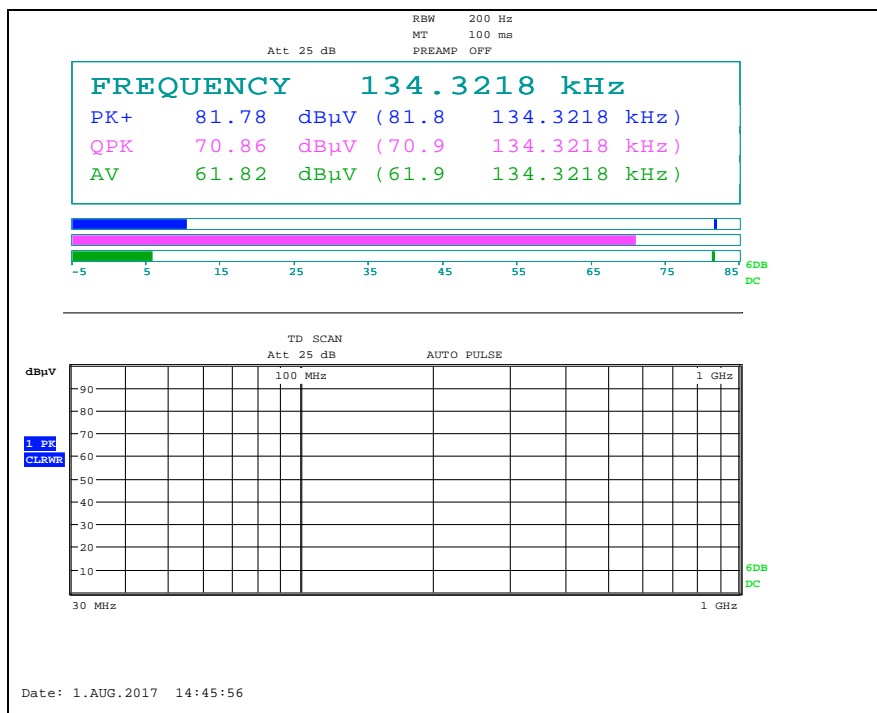 RBW 200 Hz
MT 100 ms
Att 25 dB PREAMP OFF
FREQUENCY 134.3218 kHz
PK+ 81.78 dBµV (81.8 134.3218 kHz)
QPK 70.86 dBµV (70.9 134.3218 kHz)
AV 61.82 dBµV (61.9 134.3218 kHz)
-5 5 15 25 35 45 55 65 75 85
6DB
DC
TD SCAN
Att 25 dB AUTO PULSE
dBµV
100 MHz 1 GHz
90
80
70
1 PK
CLRWR
60
50
40
30
20
10
6DB
DC
30 MHz 1 GHz
Date: 1.AUG.2017 14:45:56